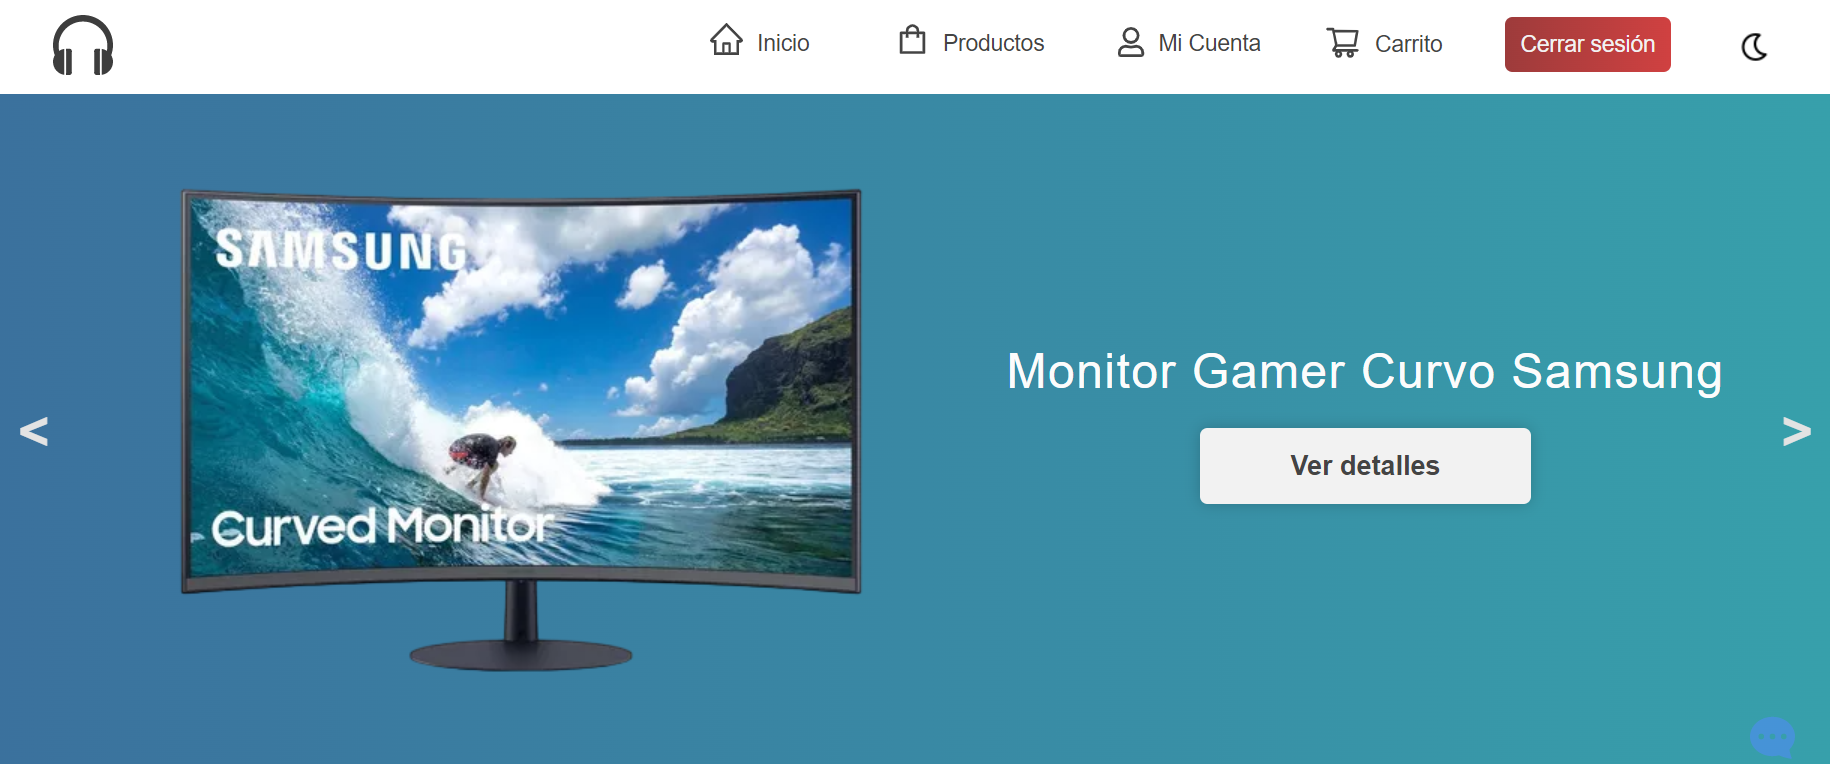 Inicio
Productos
Mi Cuenta
Carrito
Cerrar sesión
SAMSUNG
Curved Monitor
<
Monitor Gamer Curvo Samsung
Ver detalles
>